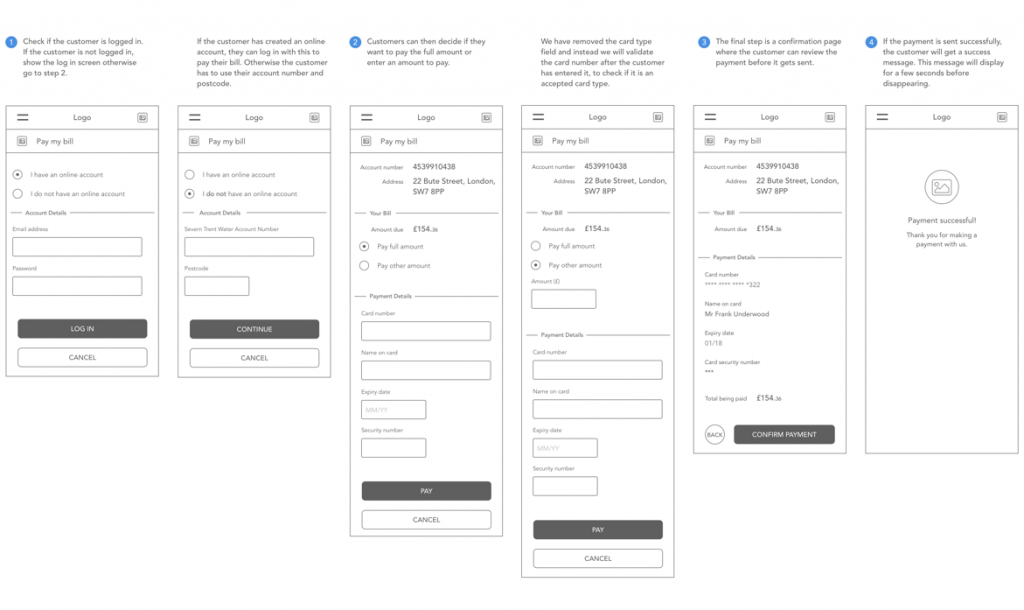 1 Check if the customer is logged in.
If the customer is not logged in,
show the log in screen otherwise
go to step 2.
If the customer has created an online
account, they can log in with this to
pay their bill. Otherwise the customer
has to use their account number and
postcode.
2 Customers can then decide if they
want to pay the full amount or
enter an amount to pay.
We have removed the card type
field and instead we will validate
the card number after the customer
has entered it, to check if it is an
accepted card type.
3 The final step is a confirmation page
where the customer can review the
payment before it gets sent.
4 If the payment is sent successfully,
the customer will get a success
message. This message will display
for a few seconds before
disappearing.
Logo
Pay my bill
I have an online account
I do not have an online account
Account Details
Email address
Password
LOG IN
CANCEL
Logo
Pay my bill
I have an online account
I do not have an online account
Account Details
Severn Trent Water Account Number
Postcode
CONTINUE
CANCEL
Logo
Pay my bill
Account number 4539910438
Address 22 Bute Street, London,
SW7 8PP
Your Bill
Amount due £154.36
Pay full amount
Pay other amount
Payment Details
Card number
Name on card
Expiry date
MM/YY
Security number
PAY
CANCEL
Logo
Pay my bill
Account number 4539910438
Address 22 Bute Street, London,
SW7 8PP
Your Bill
Amount due £154.36
Pay full amount
Pay other amount
Amount (£)
Payment Details
Card number
Name on card
Expiry date
MM/YY
Security number
PAY
CANCEL
Logo
Pay my bill
Account number 4539910438
Address 22 Bute Street, London,
SW7 8PP
Your Bill
Amount due £154.36
Payment Details
Card number
**** **** **** *322
Name on card
Mr Frank Underwood
Expiry date
01/18
Card security number
***
Total being paid £154.36
BACK
CONFIRM PAYMENT
Logo
Payment successful!
Thank you for making a
payment with us.